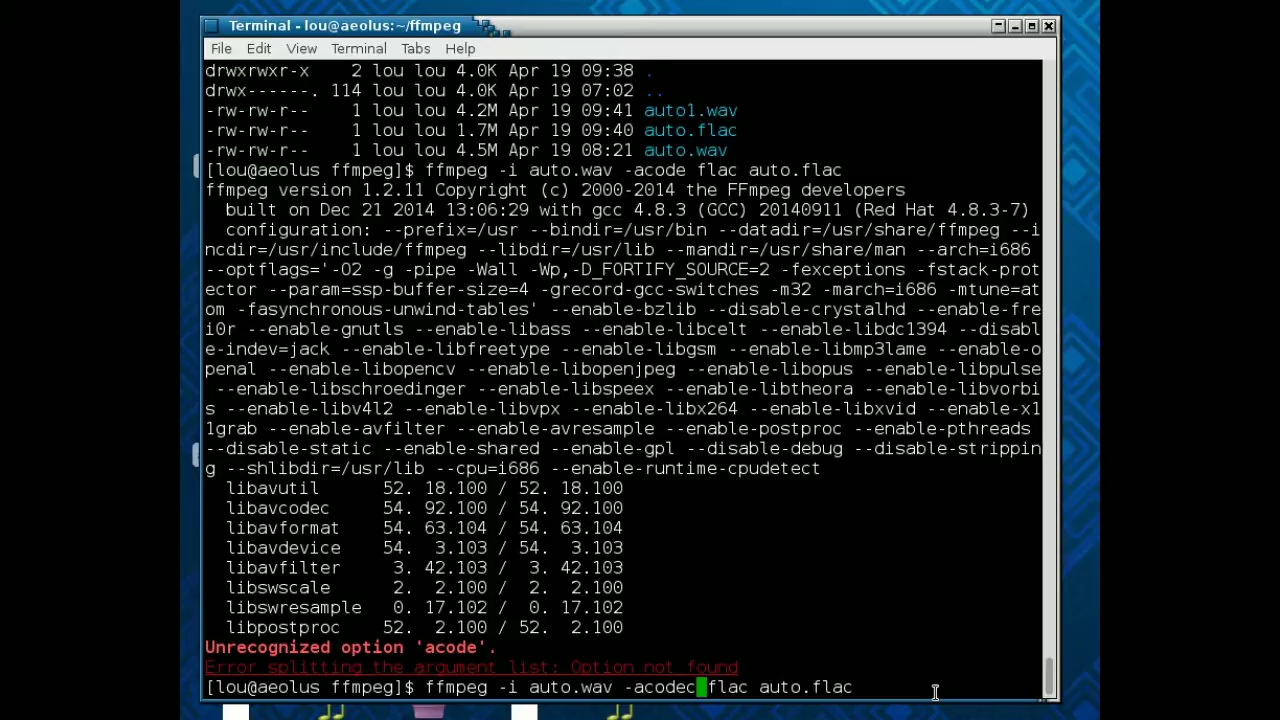 Terminal - lou@aeolus:~/ffmpeg
File Edit View Terminal Tabs Help
drwxrwxr-x 2 lou lou 4.0K Apr 19 09:38 .
drwx------. 114 lou lou 4.0K Apr 19 07:02 ..
-rw-rw-r-- 1 lou lou 4.2M Apr 19 09:41 auto1.wav
-rw-rw-r-- 1 lou lou 1.7M Apr 19 09:40 auto.flac
-rw-rw-r-- 1 lou lou 4.5M Apr 19 08:21 auto.wav
[lou@aeolus ffmpeg]$ ffmpeg -i auto.wav -acode flac auto.flac
ffmpeg version 1.2.11 Copyright (c) 2000-2014 the FFmpeg developers
built on Dec 21 2014 13:06:29 with gcc 4.8.3 (GCC) 20140911 (Red Hat 4.8.3-7)
configuration: --prefix=/usr --bindir=/usr/bin --datadir=/usr/share/ffmpeg --i
ncdir=/usr/include/ffmpeg --libdir=/usr/lib --mandir=/usr/share/man --arch=i686
--optflags='-O2 -g -pipe -Wall -Wp,-D_FORTIFY_SOURCE=2 -fexceptions -fstack-prot
ector --param=ssp-buffer-size=4 -grecord-gcc-switches -m32 -march=i686 -mtune=at
om -fasynchronous-unwind-tables' --enable-bzlib --disable-crystalhd --enable-fre
i0r --enable-gnutls --enable-libass --enable-libcelt --enable-libdc1394 --disabl
e-indev=jack --enable-libfreetype --enable-libgsm --enable-libmp3lame --enable-o
penal --enable-libopencv --enable-libopenjpeg --enable-libopus --enable-libpulse
--enable-libschroedinger --enable-libspeex --enable-libtheora --enable-libvorbi
s --enable-libv4l2 --enable-libvpx --enable-libx264 --enable-libxvid --enable-x1
1grab --enable-avfilter --enable-avresample --enable-postproc --enable-pthreads
--disable-static --enable-shared --enable-gpl --disable-debug --disable-strippin
g --shlibdir=/usr/lib --cpu=i686 --enable-runtime-cpudetect
libavutil 52. 18.100 / 52. 18.100
libavcodec 54. 92.100 / 54. 92.100
libavformat 54. 63.104 / 54. 63.104
libavdevice 54. 3.103 / 54. 3.103
libavfilter 3. 42.103 / 3. 42.103
libswscale 2. 2.100 / 2. 2.100
libswresample 0. 17.102 / 0. 17.102
libpostproc 52. 2.100 / 52. 2.100
Unrecognized option 'acode'.
Error splitting the argument list: Option not found
[lou@aeolus ffmpeg]$ ffmpeg -i auto.wav -acodec flac auto.flac